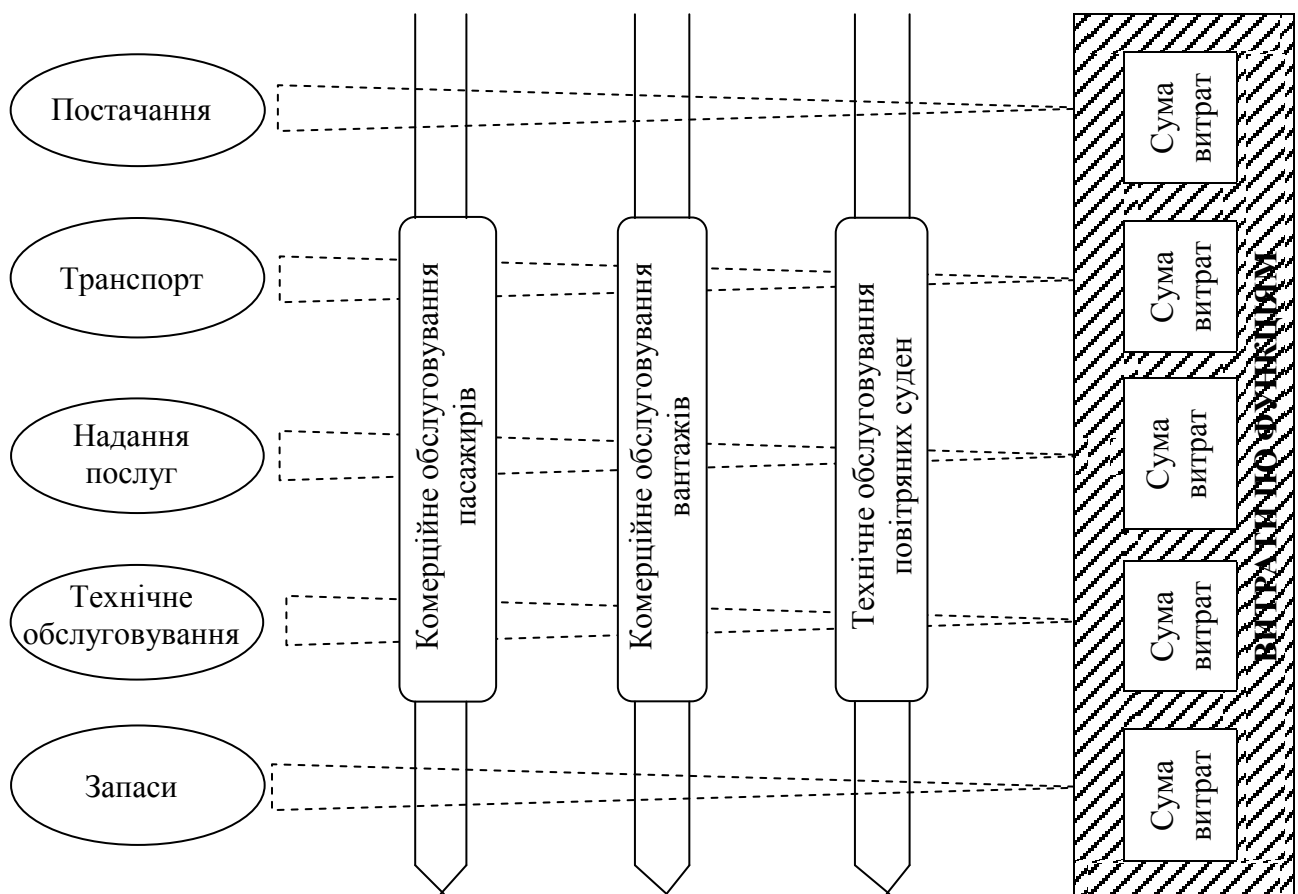 Постачання
Транспорт
Надання
послуг
Технічне
обслуговування
Запаси
Комерційне обслуговування
пасажирів
Комерційне обслуговування
вантажів
Технічне обслуговування
повітряних суден
Сума
витрат
Сума
витрат
Сума
витрат
Сума
витрат
Сума
витрат
ВИТРАТИ ПО ФУНКЦІЯМ